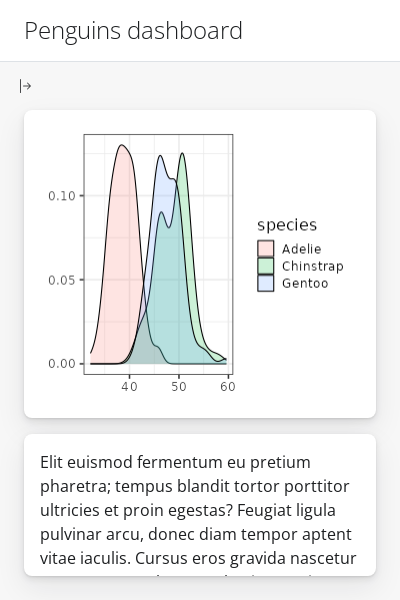 Penguins dashboard
0.10
0.05
0.00
40 50 60
species
Adelie
Chinstrap
Gentoo
Elit euismod fermentum eu pretium
pharetra; tempus blandit tortor porttitor
ultricies et proin egestas? Feugiat ligula
pulvinar arcu, donec diam tempor aptent
vitae iaculis. Cursus eros gravida nascetur